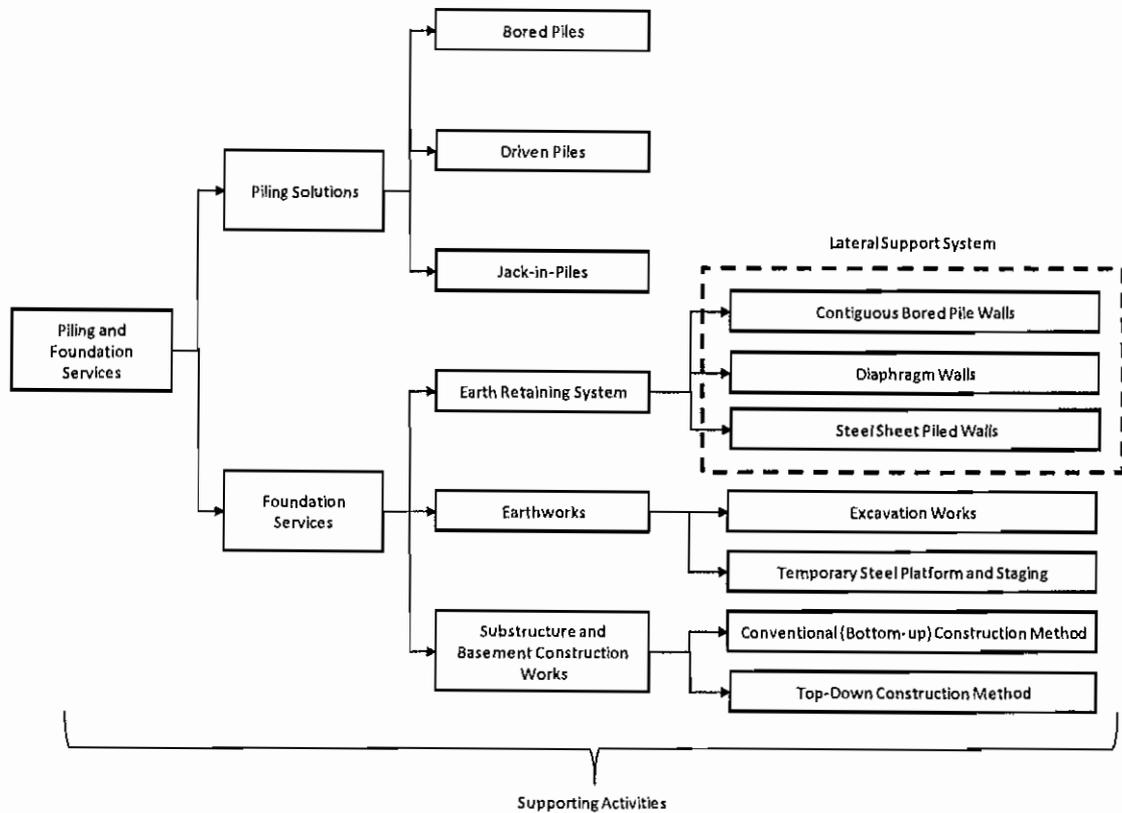 Bored Piles
Driven Piles
Piling Solutions
Jack-in-Piles
Lateral Support System
Contiguous Bored Pile Walls
Piling and
Foundation
Services
Diaphragm Walls
Earth Retaining System
Steel Sheet Piled Walls
Foundation
Services
Earthworks
Excavation Works
Temporary Steel Platform and Staging
Substructure and
Basement Construction
Works
Conventional (Bottom-up) Construction Method
Top-Down Construction Method
Supporting Activities